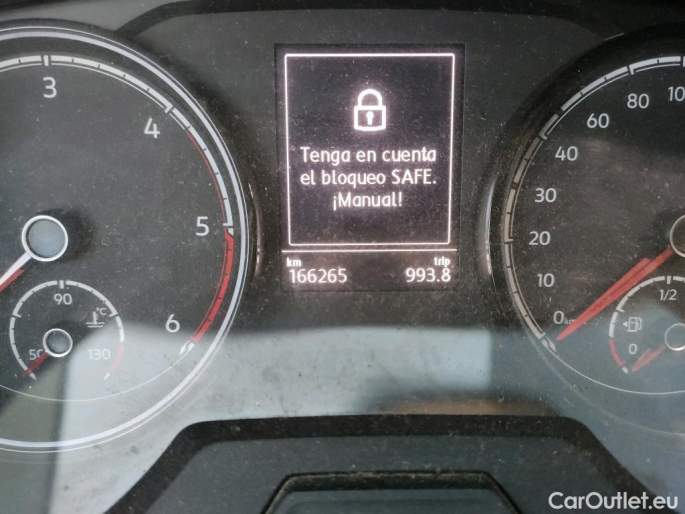 3
4
5
6
90
°C
50
130
Tenga en cuenta
el bloqueo SAFE.
¡Manual!
km
trip
166265
993.8
0
10
20
30
40
60
80
1/2
0
CarOutlet.eu